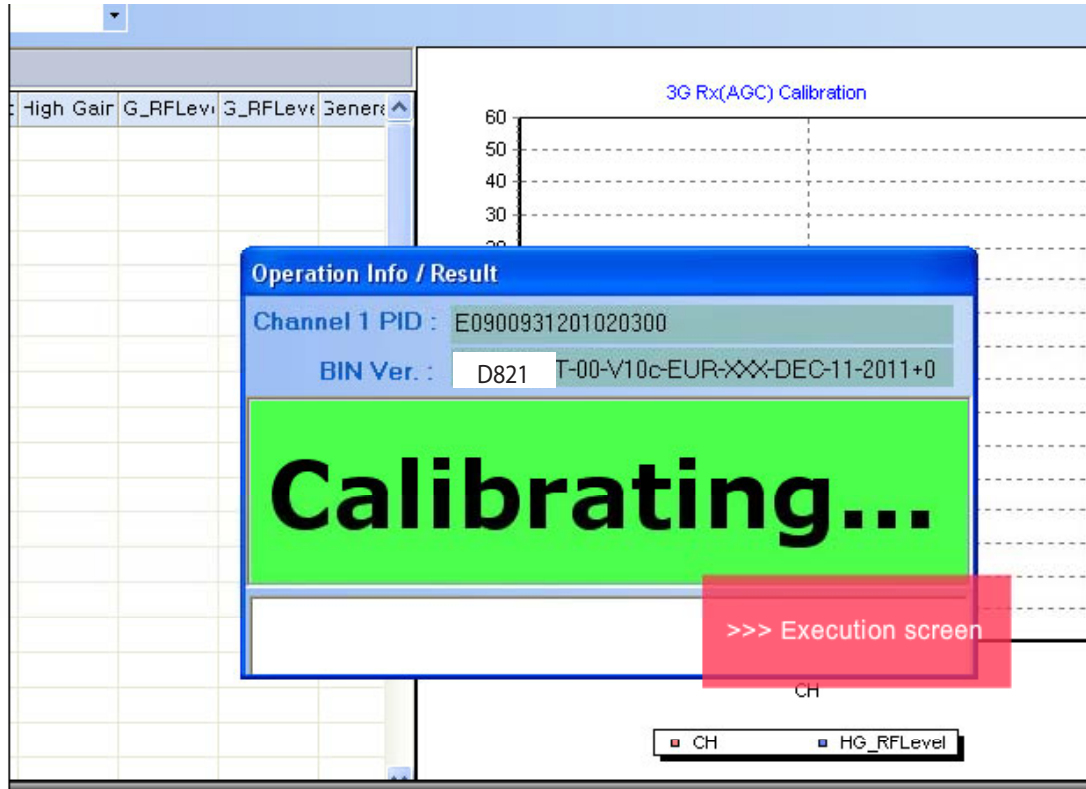 High Gair G_RFLev G_RFLeve Genera
3G Rx(AGC) Calibration
60
50
40
30
Operation Info / Result
Channel 1 PID : E0900931201020300
BIN Ver. : D821 T-00-V10c-EUR-XXX-DEC-11-2011+0
Calibrating...
>>> Execution screen
CH
CH HG_RFLevel